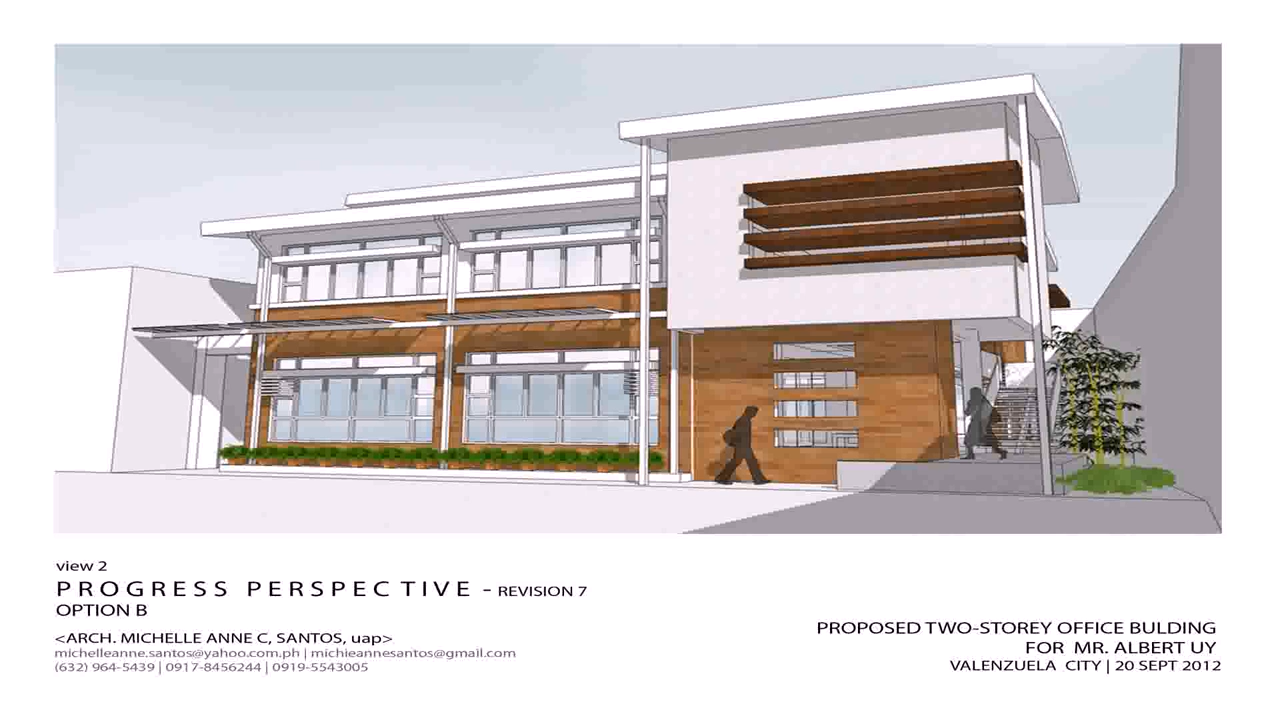 view 2
PROGRESS PERSPECTIVE - REVISION 7
OPTION B
<ARCH. MICHELLE ANNE C, SANTOS, uap>
michelleanne.santos@yahoo.com.ph | michieannesantos@gmail.com
(632) 964-5439 | 0917-8456244 | 0919-5543005
PROPOSED TWO-STOREY OFFICE BULDING
FOR MR. ALBERT UY
VALENZUELA CITY | 20 SEPT 2012